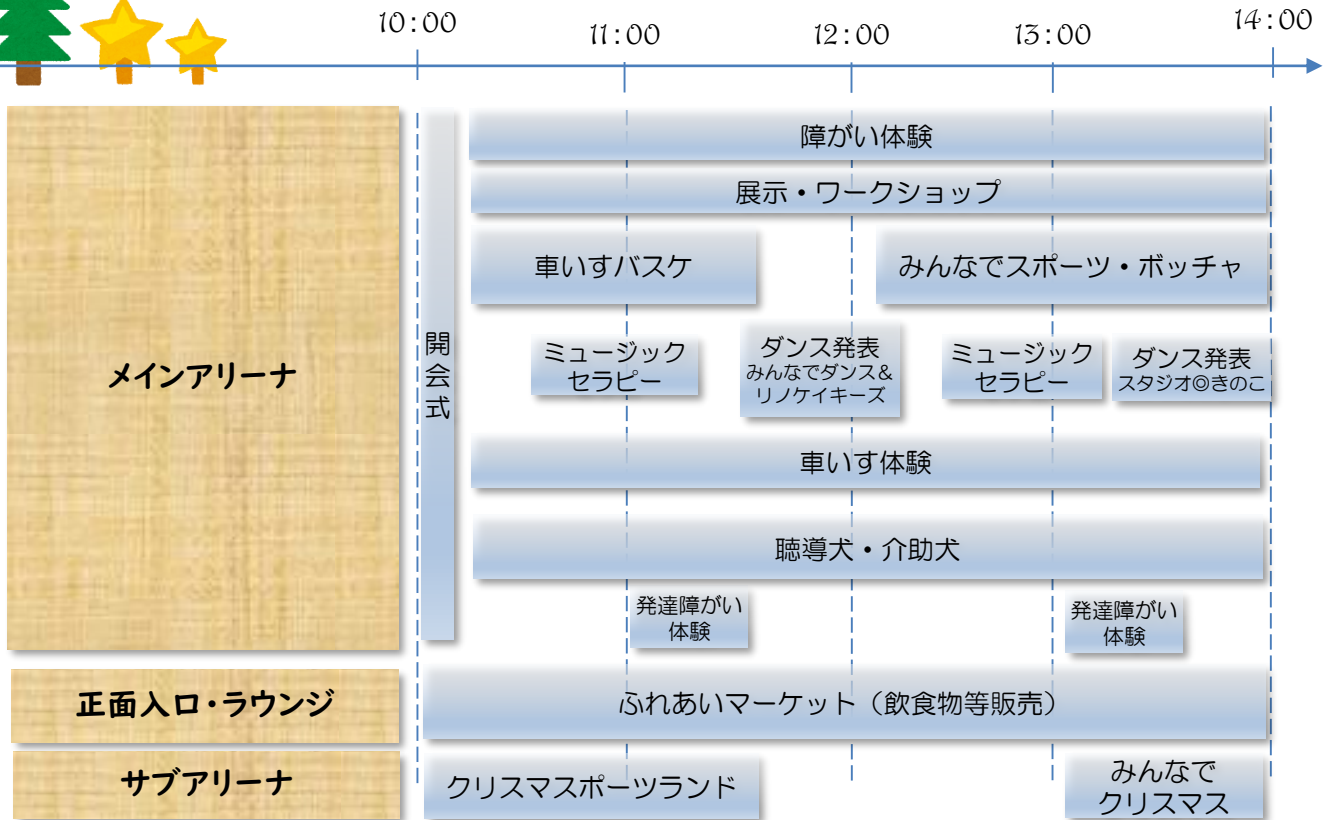 10:00
11:00
12:00
13:00
14:00
メインアリーナ
開会式
障がい体験
展示・ワークショップ
車いすバスケ
みんなでスポーツ・ボッチャ
ミュージック
セラピー
ダンス発表
みんなでダンス&
リノケイキーズ
ミュージック
セラピー
ダンス発表
スタジオ◎きのこ
車いす体験
聴導犬・介助犬
発達障がい
体験
発達障がい
体験
正面入口・ラウンジ
ふれあいマーケット（飲食物等販売）
サブアリーナ
クリスマスポーツランド
みんなで
クリスマス